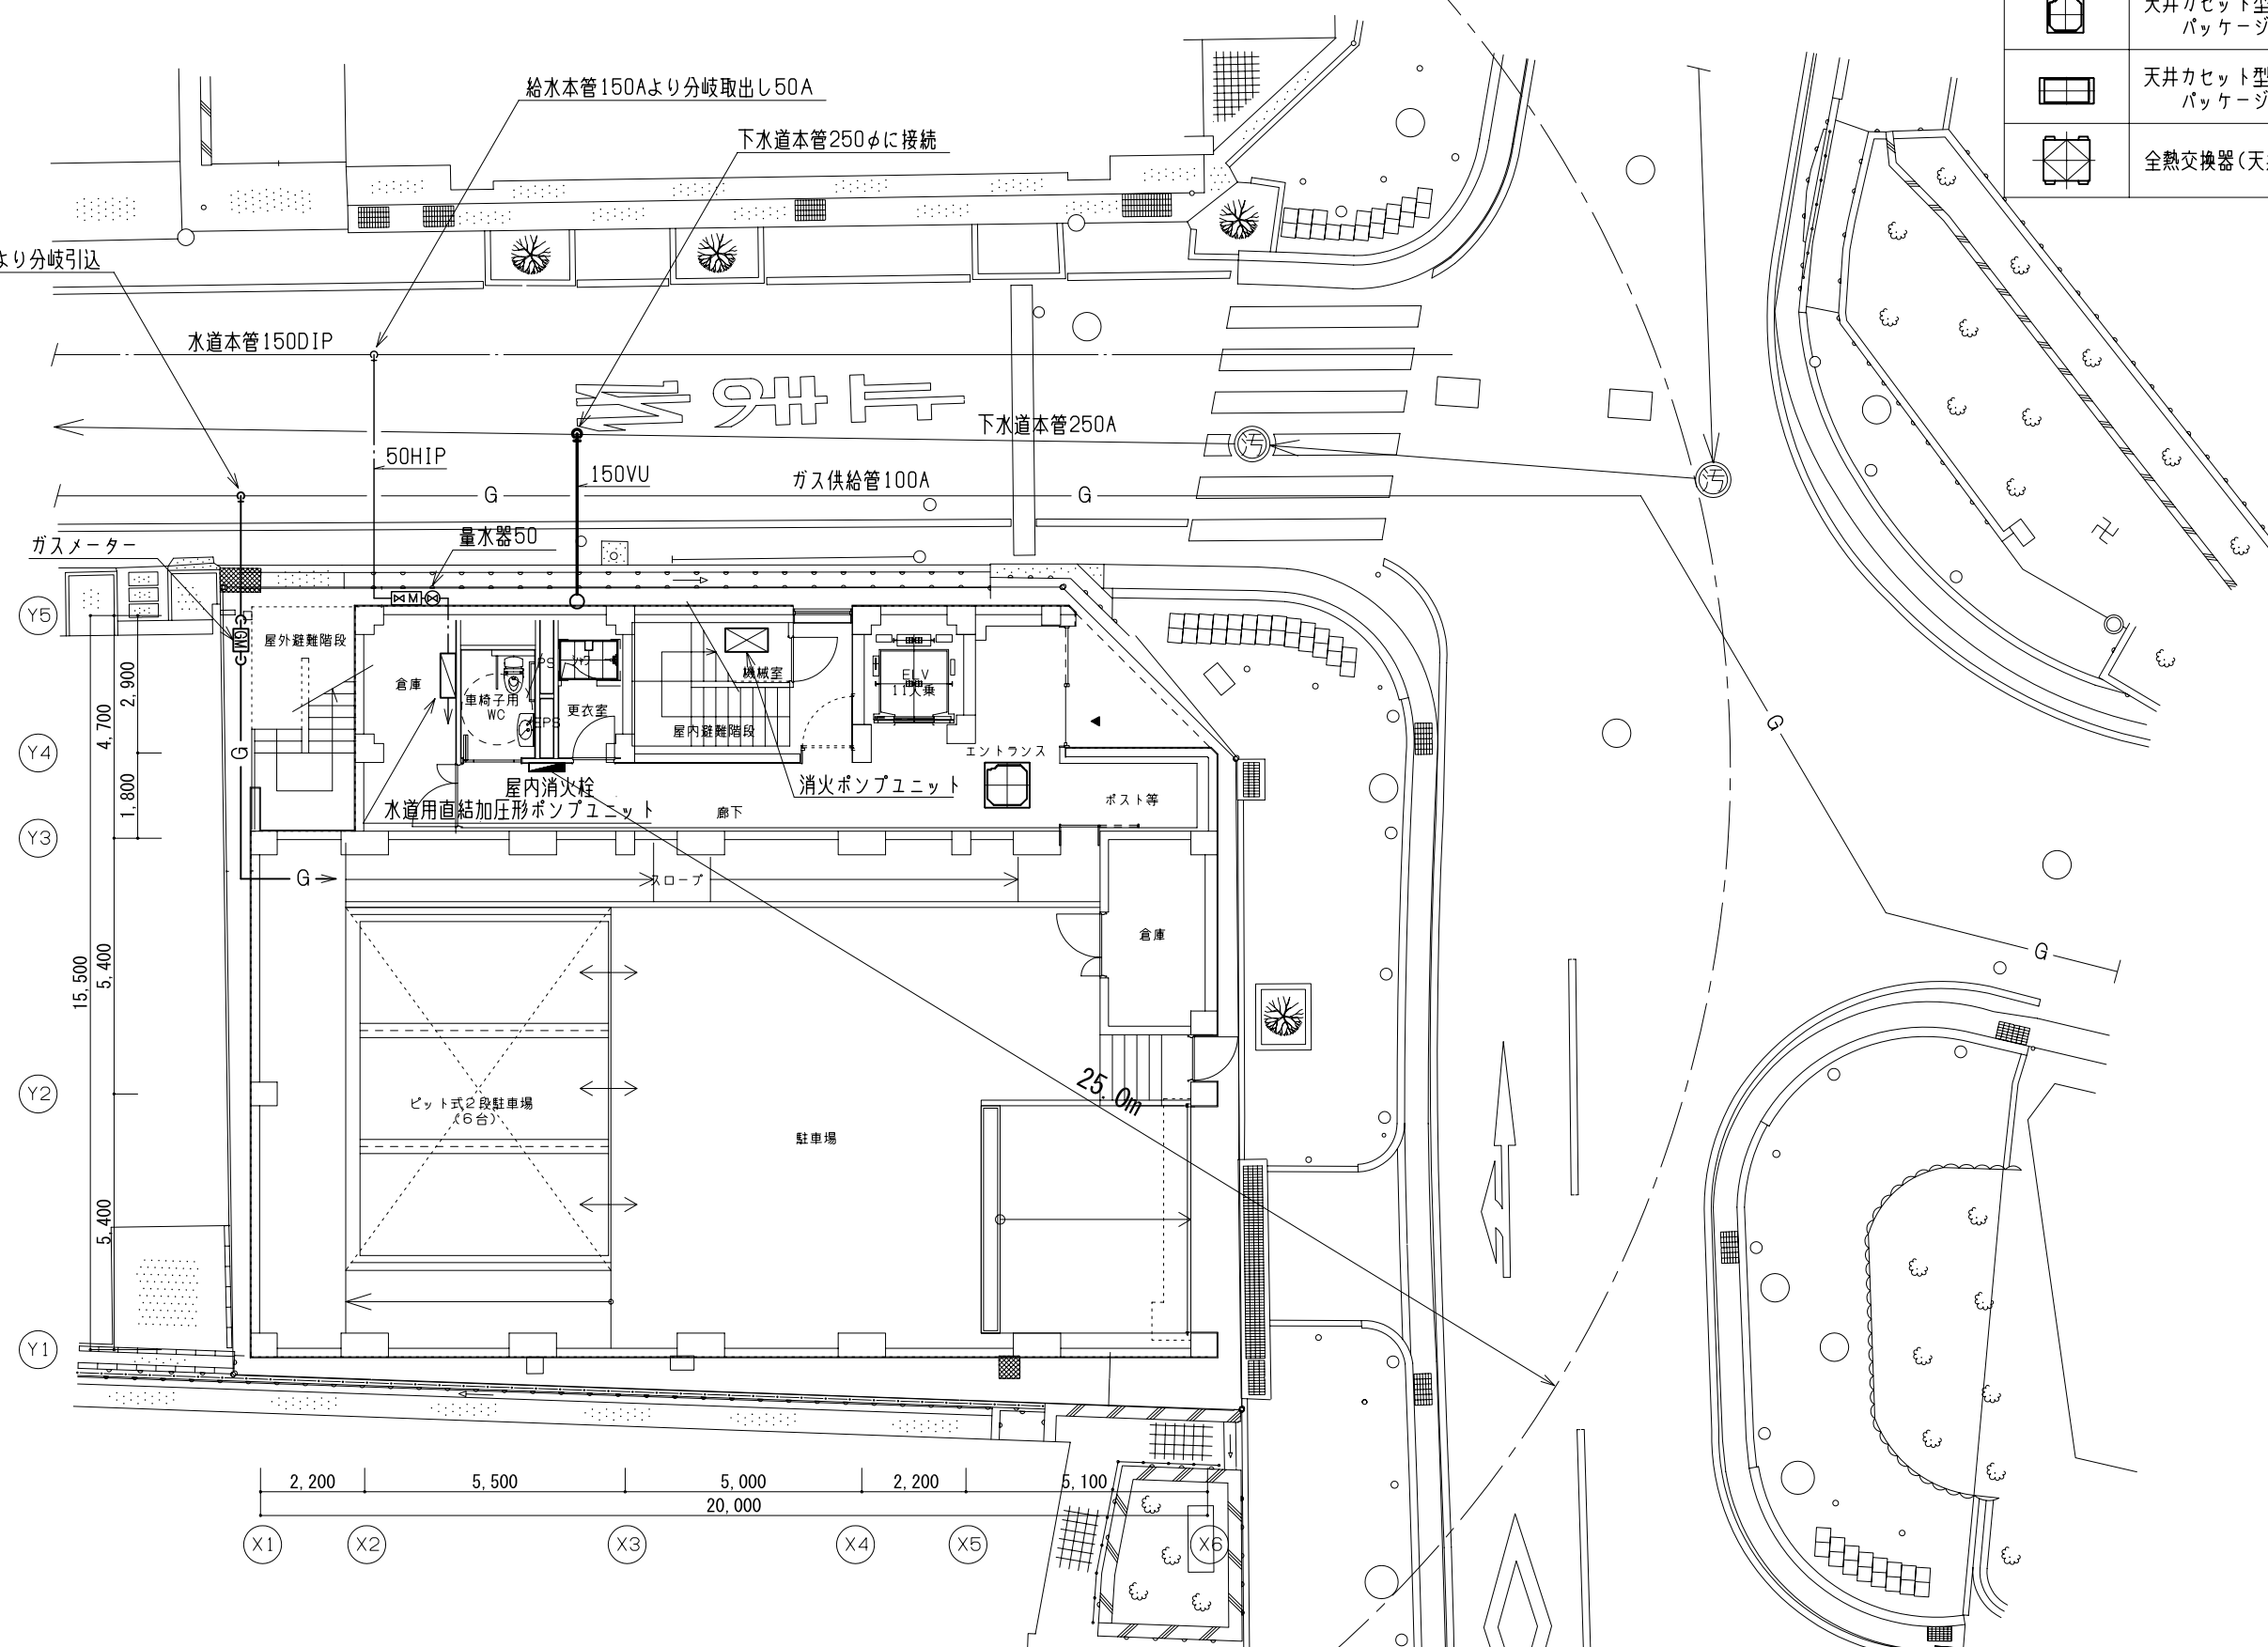 天井カセット型
パッケージ
天井カセット型
パッケージ
全熱交換器(天
給水本管150Aより分岐取出し50A
下水道本管250φに接続
より分岐引込
水道本管150DIP
止まれ
下水道本管250A
汚
汚
50HIP
150VU
ガス供給管100A
G
G
ガスメーター
量水器50
M
GM
Y5
屋外避難階段
倉庫
車椅子用
WC
PS
EPS
更衣室
機械室
屋内避難階段
ELV
11人乗
エントランス
2,900
4,700
Y4
G
G
屋内消火栓
消火ポンプユニット
水道用直結加圧形ポンプユニット
廊下
ポスト等
1,800
Y3
G
スロープ
倉庫
G
15,500
5,400
Y2
25.0m
ピット式2段駐車場
(6台)
駐車場
5,400
Y1
2,200
5,500
5,000
2,200
5,100
20,000
X1
X2
X3
X4
X5
X6